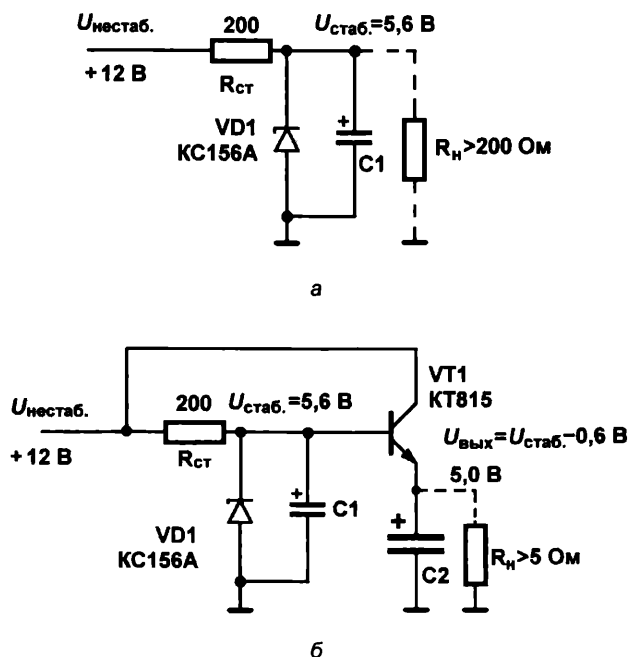 Uнестаб.
+12 В
200
Rст
Uстаб.=5,6 В
VD1
КС156А
+
C1
Rн>200 Ом
а
Uнестаб.
+12 В
200
Rст
Uстаб.=5,6 В
VT1
КТ815
Uвых=Uстаб.−0,6 В
5,0 В
VD1
КС156А
+
C1
+
C2
Rн>5 Ом
б